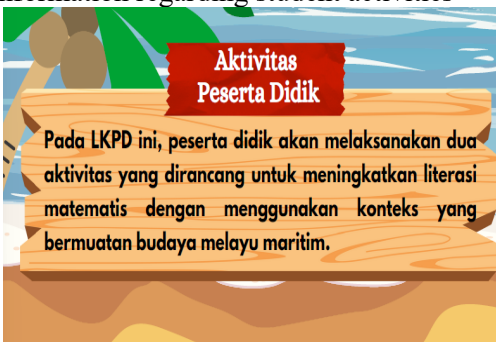 Aktivitas
Peserta Didik
Pada LKPD ini, peserta didik akan melaksanakan dua
aktivitas yang dirancang untuk meningkatkan literasi
matematis dengan menggunakan konteks yang
bermuatan budaya melayu maritim.